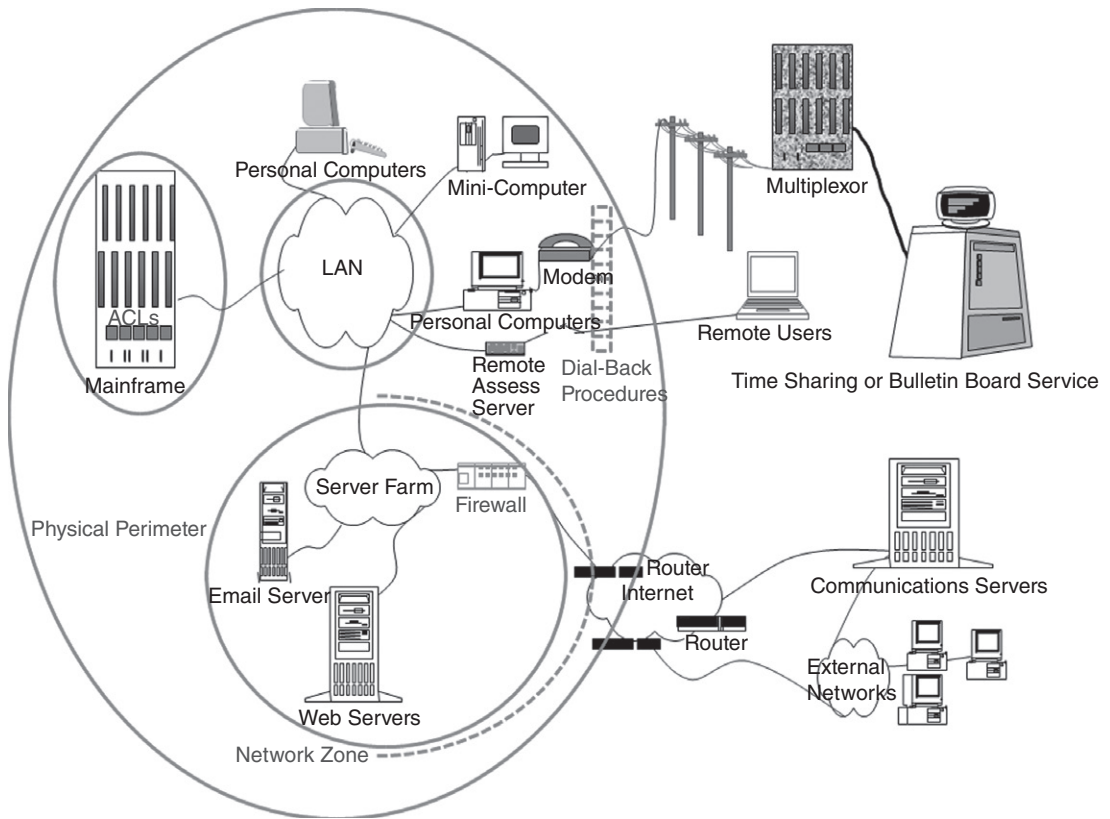 Personal Computers
Mini-Computer
Multiplexor
LAN
Modem
ACLs
Personal Computers
Remote Users
Mainframe
Remote
Assess
Server
Dial-Back
Procedures
Time Sharing or Bulletin Board Service
Server Farm
Firewall
Physical Perimeter
Email Server
Router
Internet
Communications Servers
Router
External
Networks
Web Servers
Network Zone